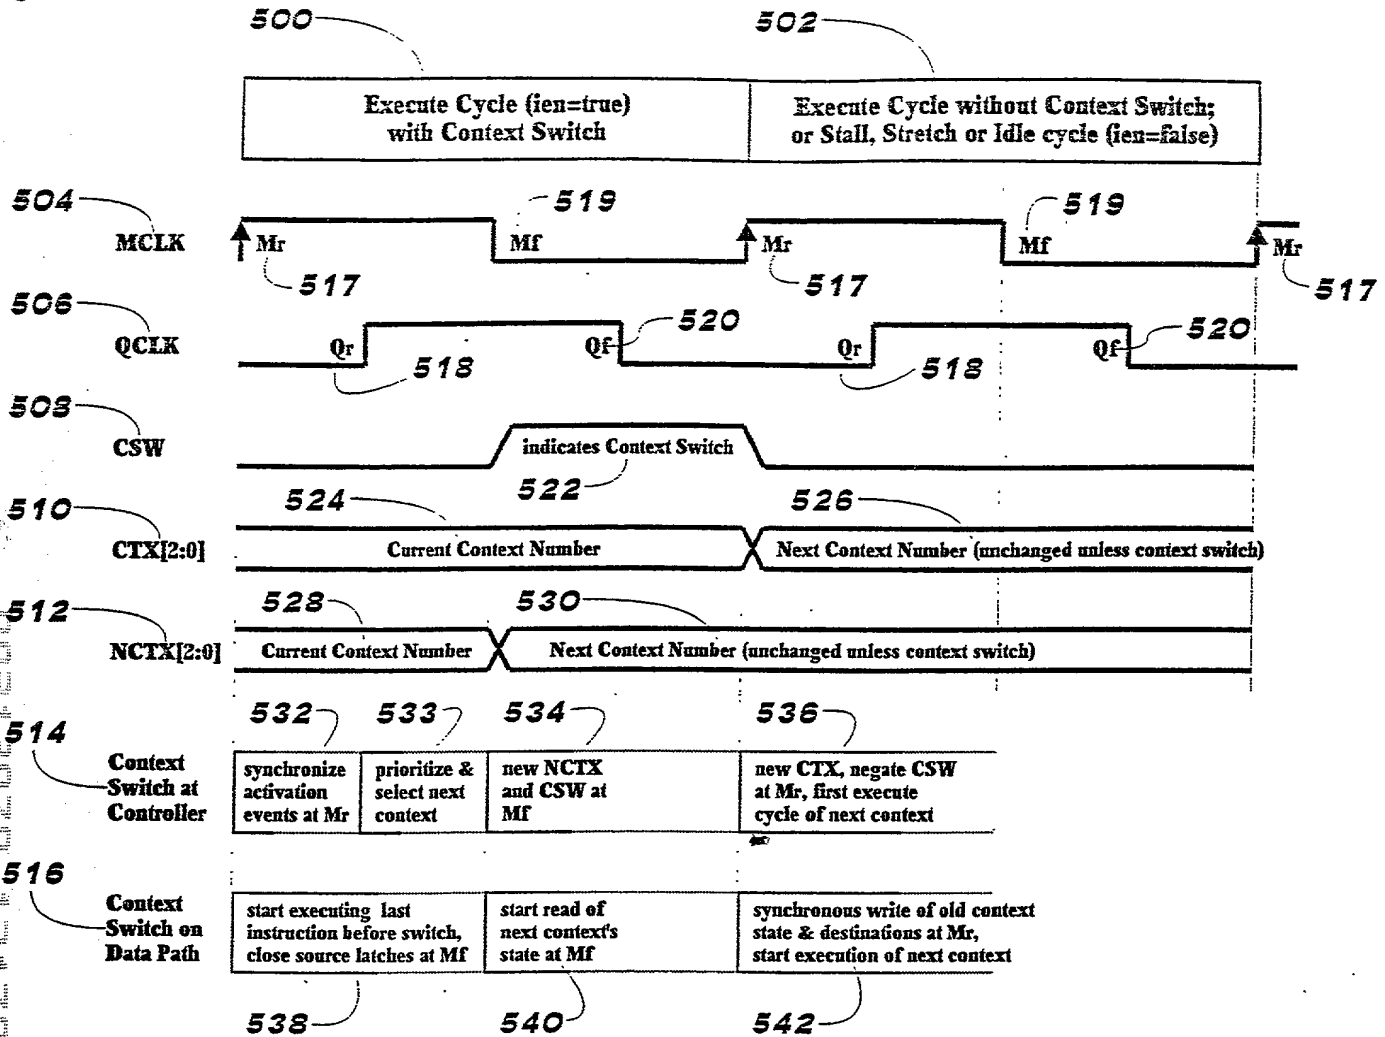 500
502
Execute Cycle (ien=true)
with Context Switch
Execute Cycle without Context Switch;
or Stall, Stretch or Idle cycle (ien=false)
504
MCLK
Mr
517
Mf
519
Mr
517
Mf
519
Mr
517
506
QCLK
Qr
518
Qf
520
Qr
518
Qf
520
508
CSW
indicates Context Switch
522
510
CTX[2:0]
524
Current Context Number
526
Next Context Number (unchanged unless context switch)
512
NCTX[2:0]
528
Current Context Number
530
Next Context Number (unchanged unless context switch)
514
Context
Switch at
Controller
532
synchronize
activation
events at Mr
533
prioritize &
select next
context
534
new NCTX
and CSW at
Mf
536
new CTX, negate CSW
at Mr, first execute
cycle of next context
516
Context
Switch on
Data Path
start executing last
instruction before switch,
close source latches at Mf
538
start read of
next context's
state at Mf
540
synchronous write of old context
state & destinations at Mr,
start execution of next context
542